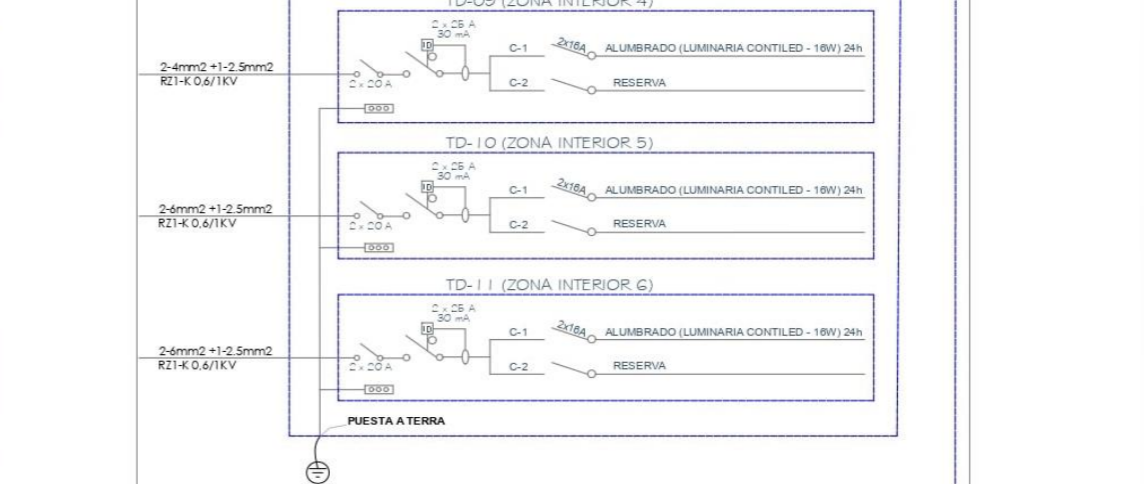 TD-09 (ZONA INTERIOR 4)
2 x 25 A
30 mA
ID
C-1
2x16A
ALUMBRADO (LUMINARIA CONTILED - 16W) 24h
2-4mm2 +1-2.5mm2
RZ1-K 0,6/1KV
2 x 20 A
C-2
RESERVA
TD-10 (ZONA INTERIOR 5)
2 x 25 A
30 mA
ID
C-1
2x16A
ALUMBRADO (LUMINARIA CONTILED - 16W) 24h
2-6mm2 +1-2.5mm2
RZ1-K 0,6/1KV
2 x 20 A
C-2
RESERVA
TD-11 (ZONA INTERIOR 6)
2 x 25 A
30 mA
ID
C-1
2x16A
ALUMBRADO (LUMINARIA CONTILED - 16W) 24h
2-6mm2 +1-2.5mm2
RZ1-K 0,6/1KV
2 x 20 A
C-2
RESERVA
PUESTA A TERRA